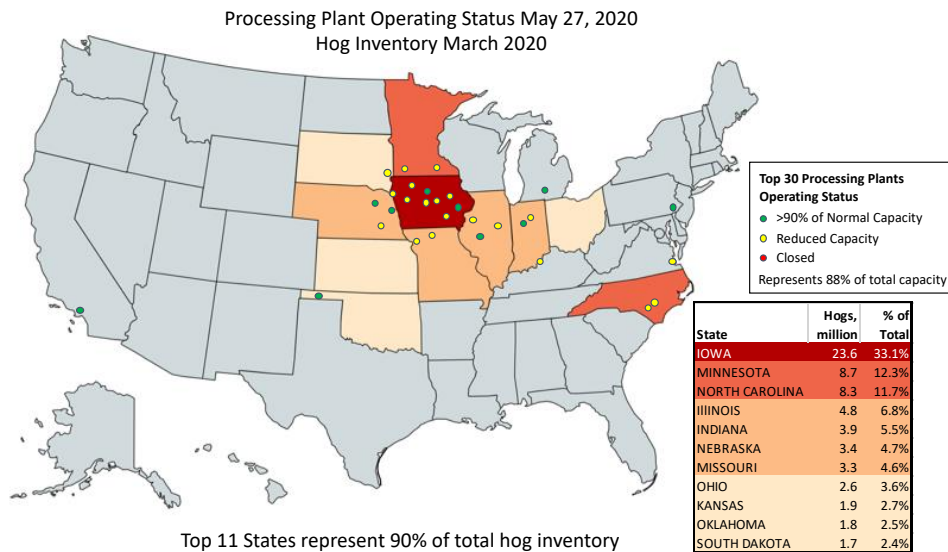 Processing Plant Operating Status May 27, 2020
Hog Inventory March 2020
Top 30 Processing Plants
Operating Status
>90% of Normal Capacity
Reduced Capacity
Closed
Represents 88% of total capacity
State Hogs, million % of Total
IOWA 23.6 33.1%
MINNESOTA 8.7 12.3%
NORTH CAROLINA 8.3 11.7%
IllINOIS 4.8 6.8%
INDIANA 3.9 5.5%
NEBRASKA 3.4 4.7%
MISSOURI 3.3 4.6%
OHIO 2.6 3.6%
KANSAS 1.9 2.7%
OKLAHOMA 1.8 2.5%
SOUTH DAKOTA 1.7 2.4%
Top 11 States represent 90% of total hog inventory